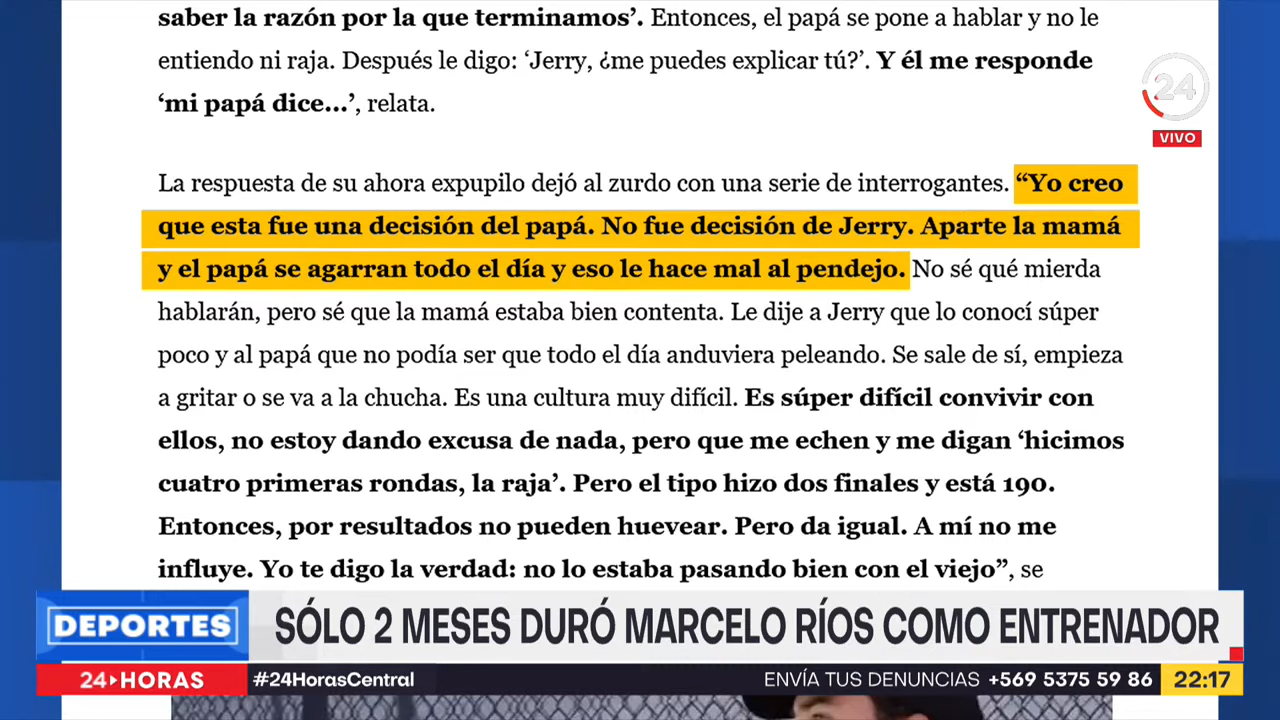 saber la razón por la que terminamos’. Entonces, el papá se pone a hablar y no le
entiendo ni raja. Después le digo: ‘Jerry, ¿me puedes explicar tú?’. Y él me responde
‘mi papá dice...’, relata.
24
VIVO
La respuesta de su ahora expupilo dejó al zurdo con una serie de interrogantes. “Yo creo
que esta fue una decisión del papá. No fue decisión de Jerry. Aparte la mamá
y el papá se agarran todo el día y eso le hace mal al pendejo. No sé qué mierda
hablarán, pero sé que la mamá estaba bien contenta. Le dije a Jerry que lo conocí súper
poco y al papá que no podía ser que todo el día anduviera peleando. Se sale de sí, empieza
a gritar o se va a la chucha. Es una cultura muy difícil. Es súper difícil convivir con
ellos, no estoy dando excusa de nada, pero que me echen y me digan ‘hicimos
cuatro primeras rondas, la raja’. Pero el tipo hizo dos finales y está 190.
Entonces, por resultados no pueden huevear. Pero da igual. A mí no me
influye. Yo te digo la verdad: no lo estaba pasando bien con el viejo”, se
DEPORTES
SÓLO 2 MESES DURÓ MARCELO RÍOS COMO ENTRENADOR
24 HORAS
#24HorasCentral
ENVÍA TUS DENUNCIAS +569 5375 59 86
22:17